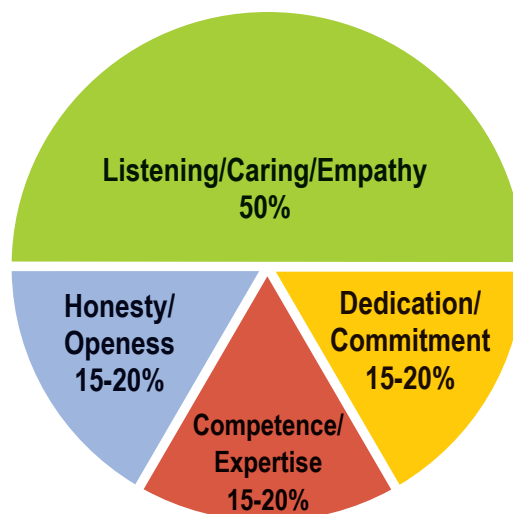 Listening/Caring/Empathy
50%
Honesty/
Openess
15-20%
Dedication/
Commitment
15-20%
Competence/
Expertise
15-20%